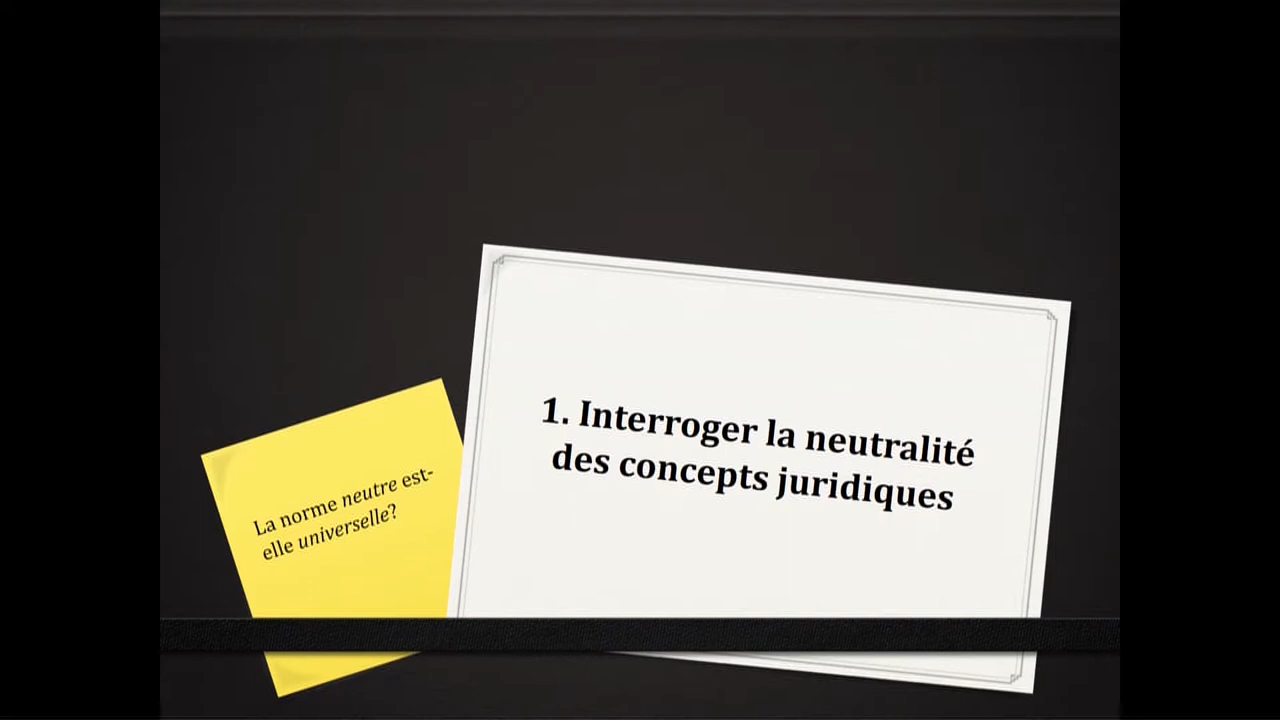 1. Interroger la neutralité
des concepts juridiques
La norme neutre est-
elle universelle?